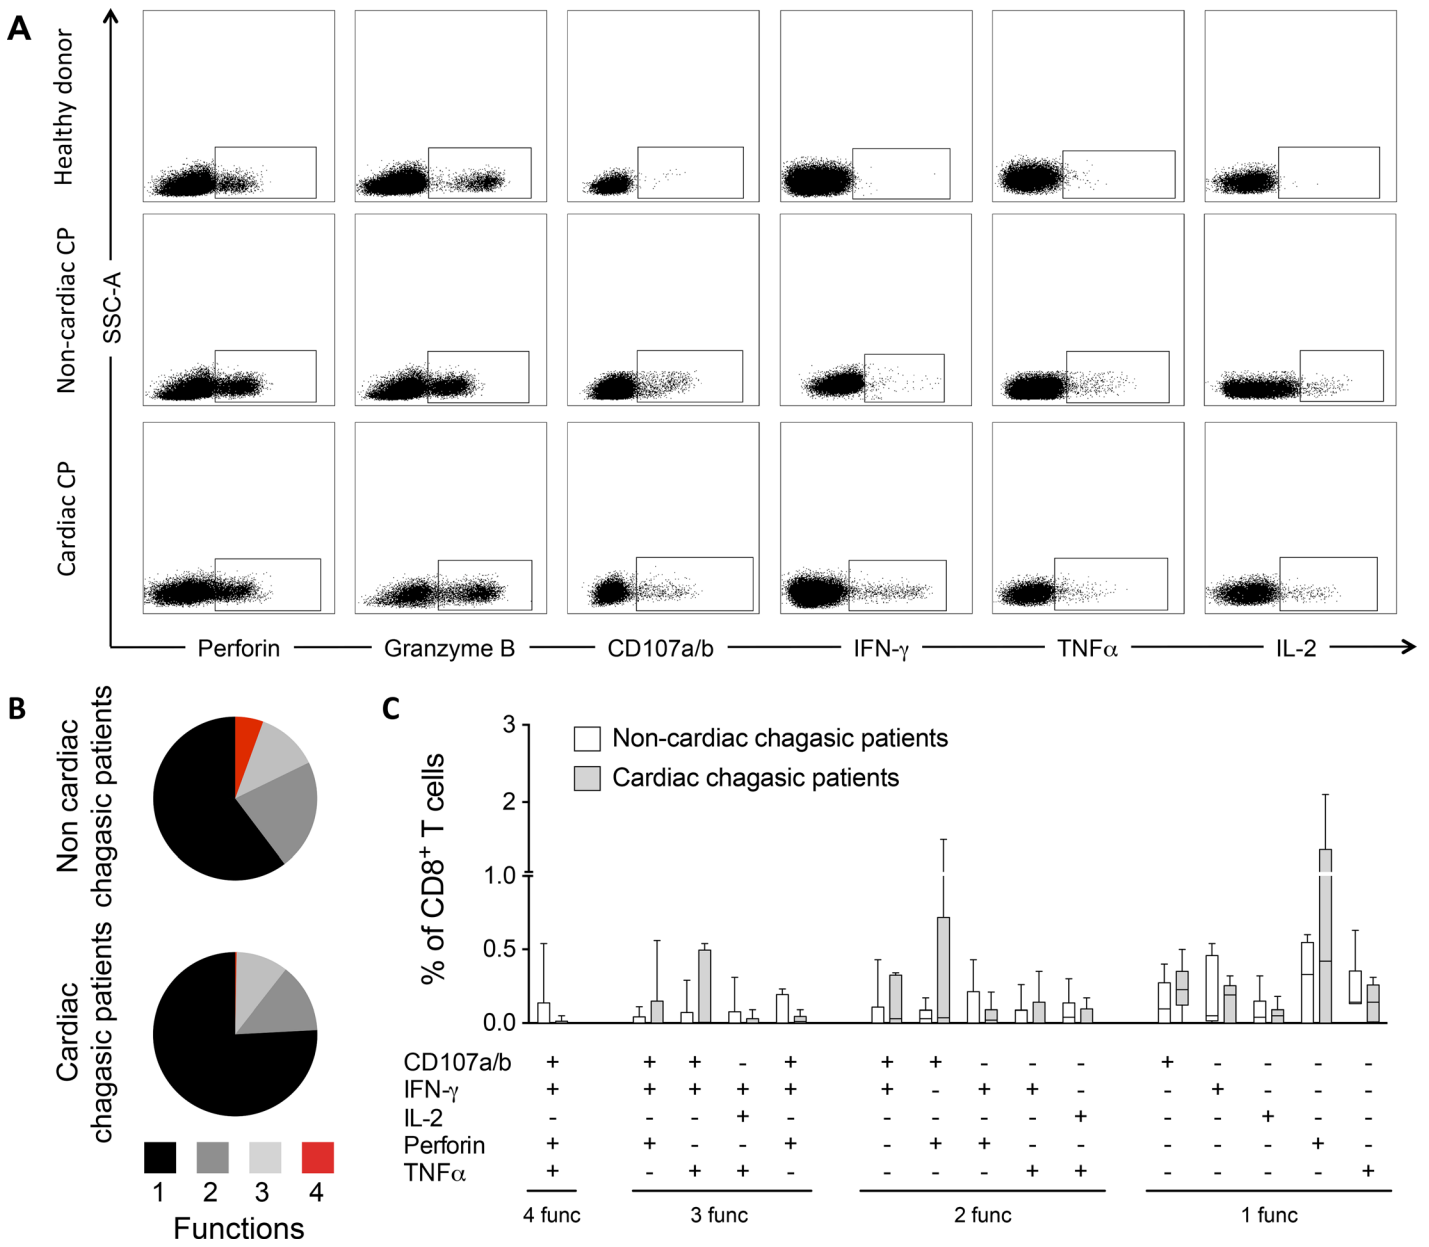 A
Healthy donor
Non-cardiac CP
Cardiac CP
SSC-A
Perforin Granzyme B CD107a/b IFN-γ TNFα IL-2
B
Non cardiac
chagasic patients
Cardiac
chagasic patients
1 2 3 4
Functions
C
% of CD8+ T cells
3
2
1.0
0.5
0.0
Non-cardiac chagasic patients
Cardiac chagasic patients
CD107a/b + + + - + + + - - - + - - - -
IFN-γ + + + + + + - + + - - + - - -
IL-2 - - - + - - - - - + - - + - -
Perforin + + - - + - + + - - - - - + -
TNFα + - + + - - - - + + - - - - +
4 func 3 func 2 func 1 func